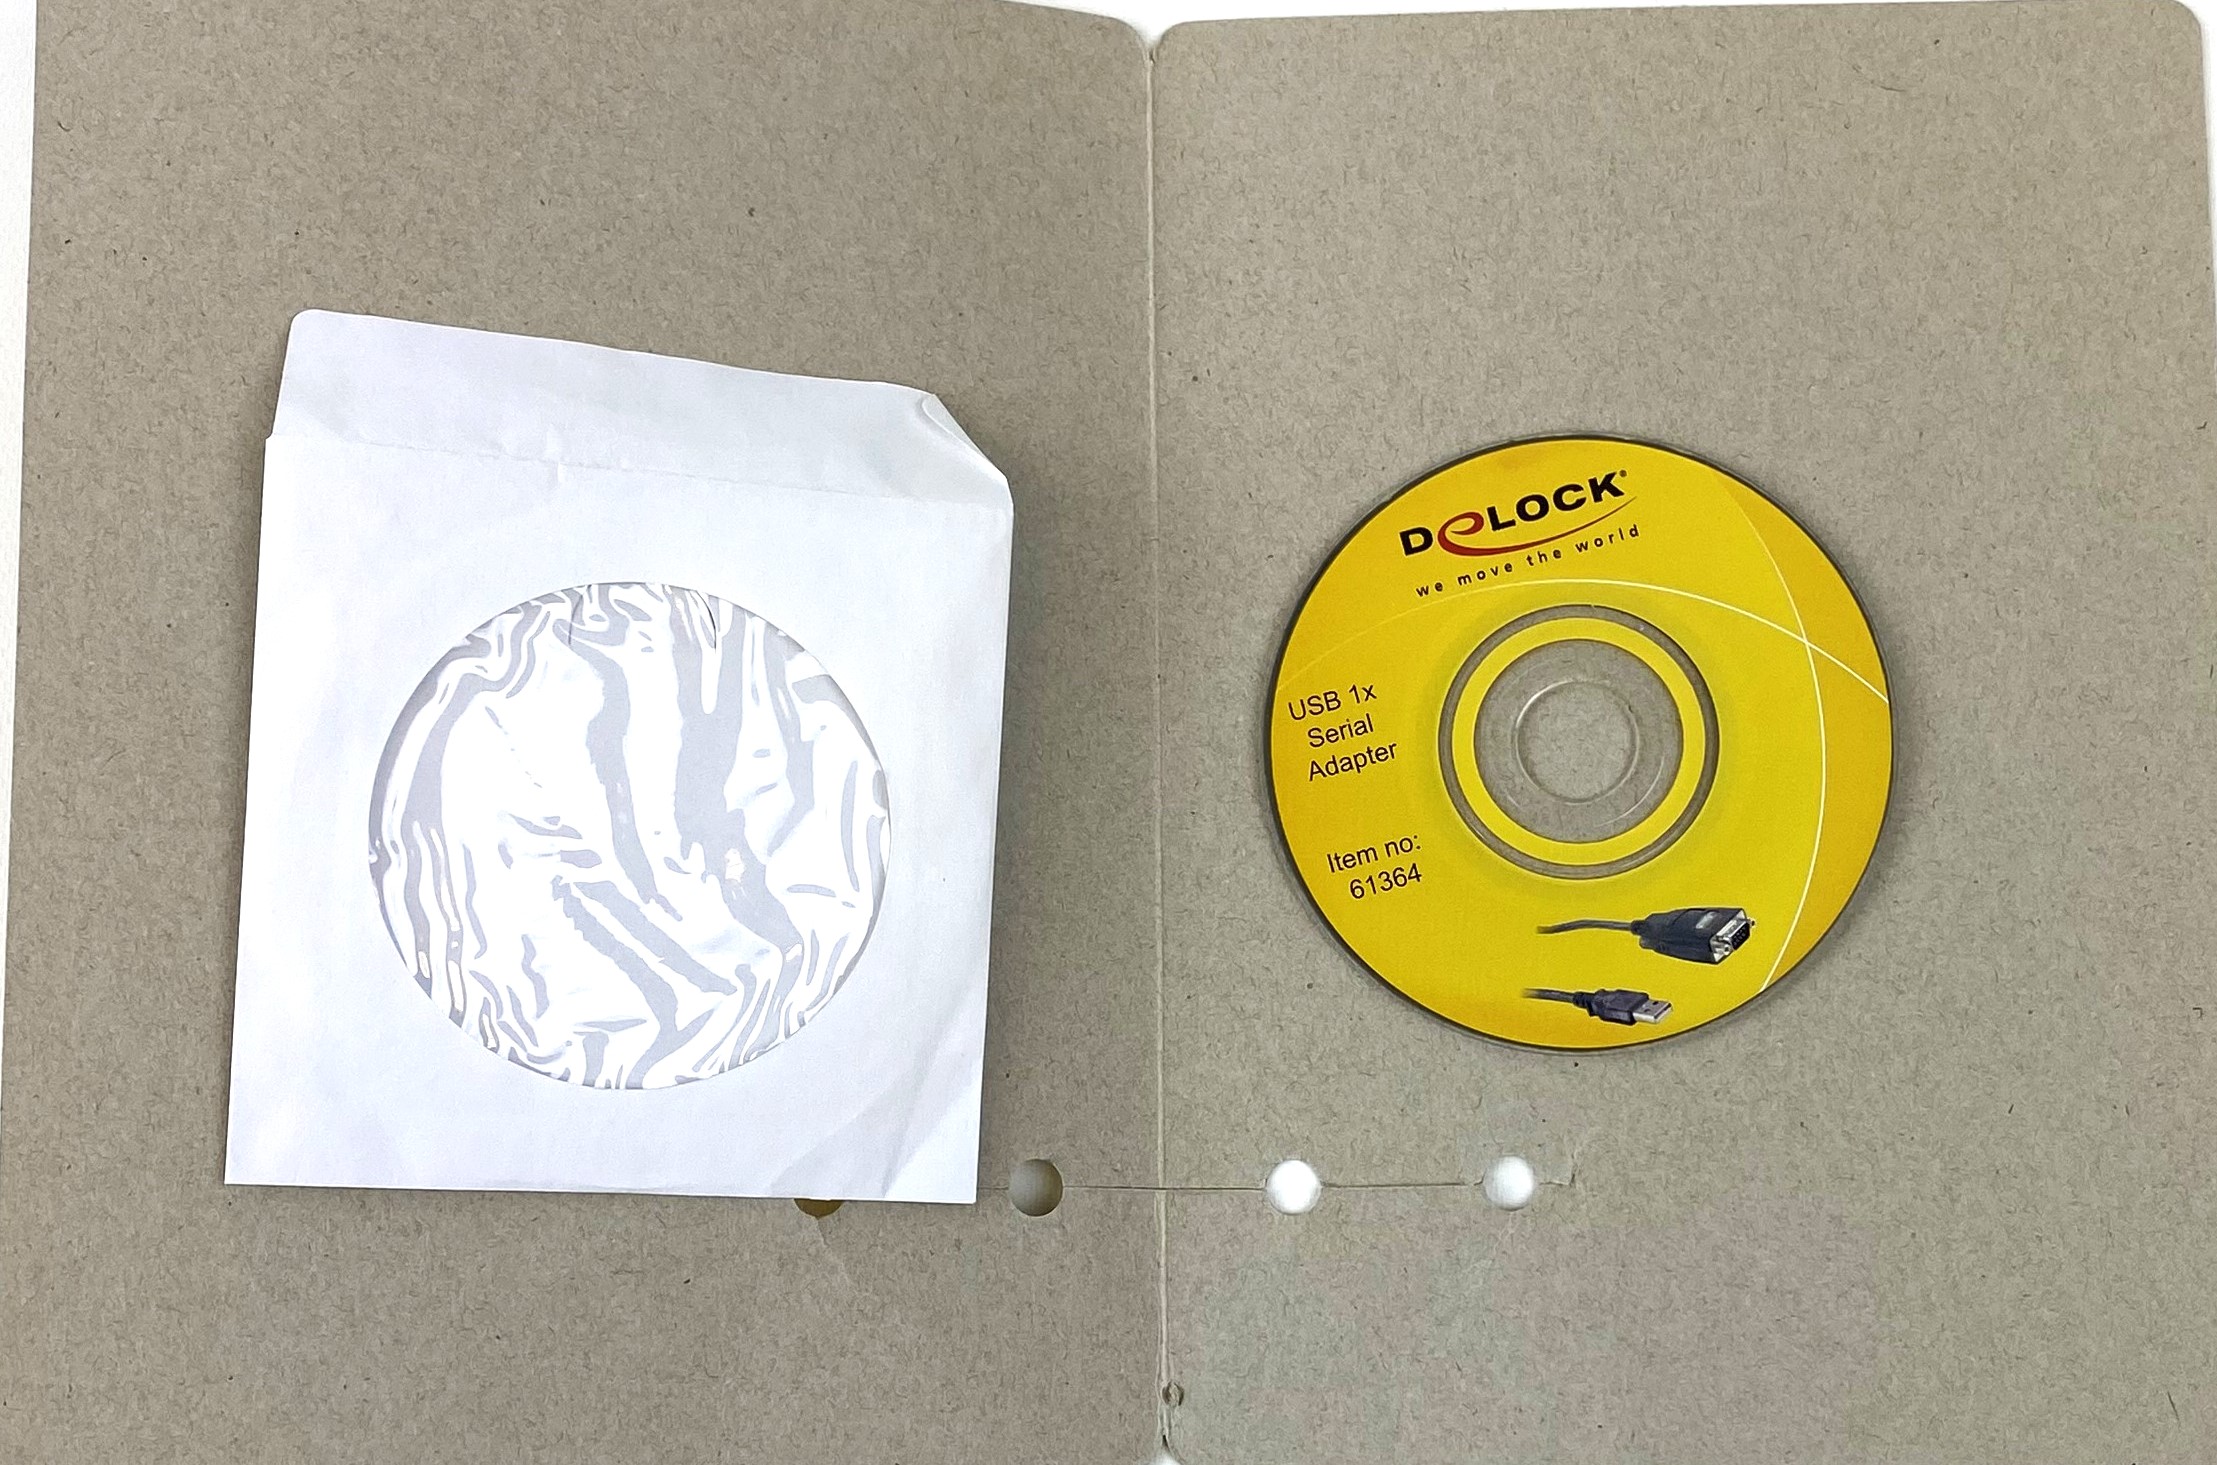 DeLOCK®
we move the world
USB 1x
Serial
Adapter
Item no:
61364